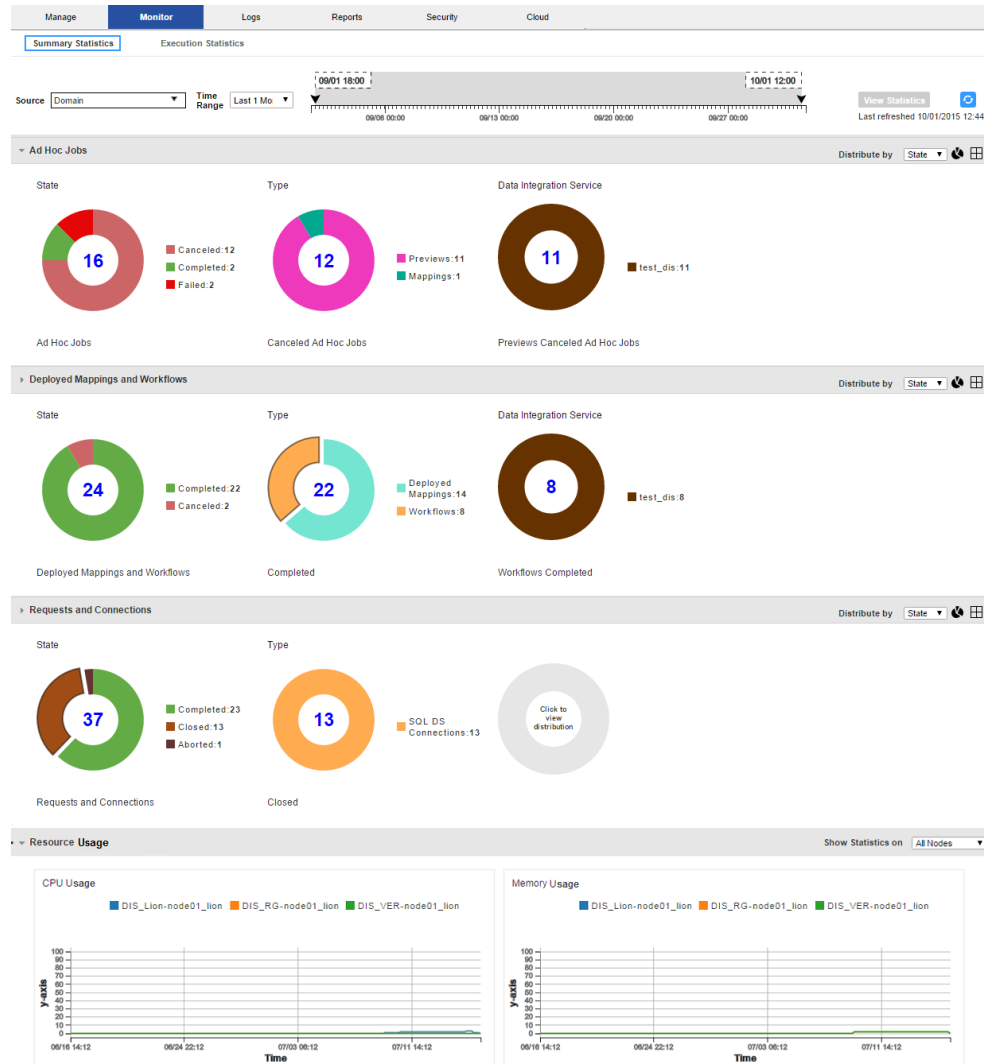 Manage Monitor Logs Reports Security Cloud
Summary Statistics Execution Statistics
09/01 18:00 10/01 12:00
Source Domain Time Range Last 1 Mo View Statistics
09/06 00:00 09/13 00:00 09/20 00:00 09/27 00:00
Last refreshed 10/01/2015 12:44
Ad Hoc Jobs Distribute by State
State Type Data Integration Service
16
Canceled:12
Completed:2
Failed:2
12
Previews:11
Mappings:1
11
test_dis:11
Ad Hoc Jobs Canceled Ad Hoc Jobs Previews Canceled Ad Hoc Jobs
Deployed Mappings and Workflows Distribute by State
State Type Data Integration Service
24
Completed:22
Canceled:2
22
Deployed
Mappings:14
Workflows:8
8
test_dis:8
Deployed Mappings and Workflows Completed Workflows Completed
Requests and Connections Distribute by State
State Type
37
Completed:23
Closed:13
Aborted:1
13
SQL DS
Connections:13
Click to
view
distribution
Requests and Connections Closed
Resource Usage Show Statistics on All Nodes
CPU Usage
DIS_Lion-node01_lion DIS_RG-node01_lion DIS_VER-node01_lion
y-axis
100
90
80
70
60
50
40
30
20
10
0
06/16 14:12 06/24 22:12 07/03 06:12 07/11 14:12
Time
Memory Usage
DIS_Lion-node01_lion DIS_RG-node01_lion DIS_VER-node01_lion
y-axis
100
90
80
70
60
50
40
30
20
10
0
06/16 14:12 06/24 22:12 07/03 06:12 07/11 14:12
Time